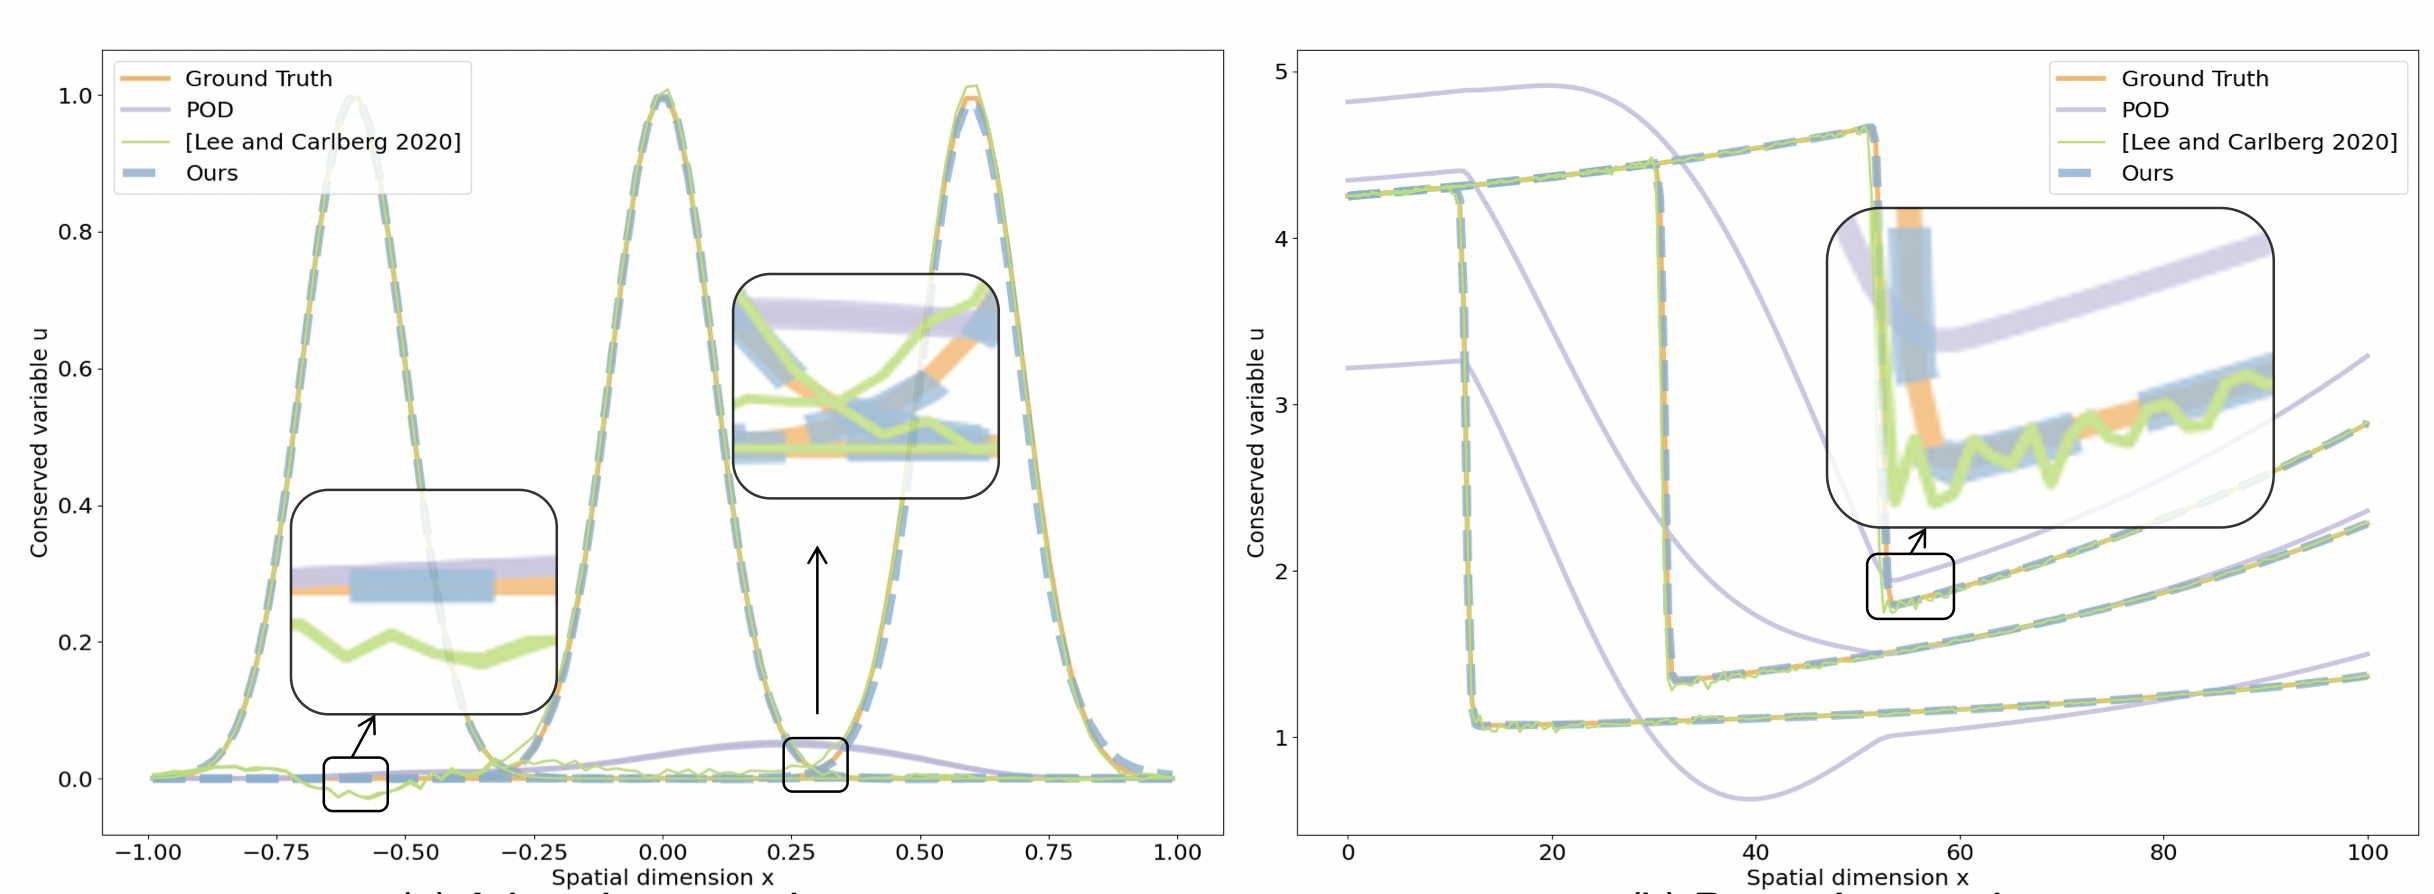 Ground Truth
POD
[Lee and Carlberg 2020]
Ours
1.0
0.8
0.6
0.4
0.2
0.0
Conserved variable u
−1.00 −0.75 −0.50 −0.25 0.00 0.25 0.50 0.75 1.00
Spatial dimension x
Ground Truth
POD
[Lee and Carlberg 2020]
Ours
5
4
3
2
1
Conserved variable u
0 20 40 60 80 100
Spatial dimension x